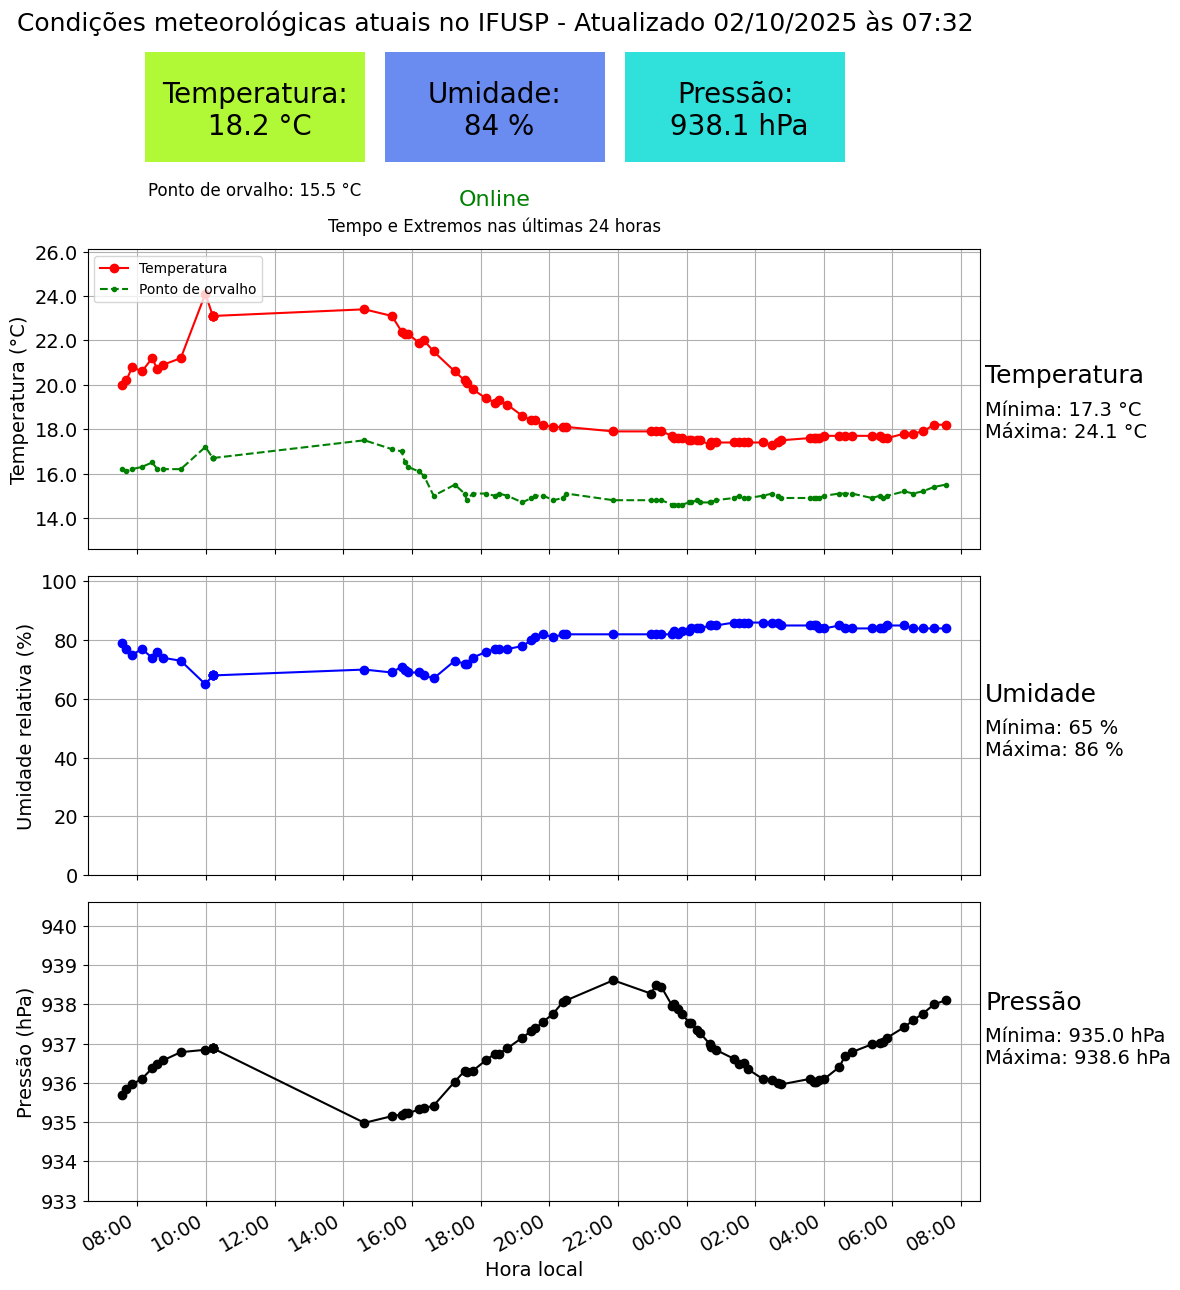 Condições meteorológicas atuais no IFUSP - Atualizado 02/10/2025 às 07:32
Temperatura:
18.2 °C
Umidade:
84 %
Pressão:
938.1 hPa
Ponto de orvalho: 15.5 °C
Online
Tempo e Extremos nas últimas 24 horas
Temperatura (°C)
26.0
24.0
22.0
20.0
18.0
16.0
14.0
Temperatura
Ponto de orvalho
Temperatura
Mínima: 17.3 °C
Máxima: 24.1 °C
Umidade relativa (%)
100
80
60
40
20
0
Umidade
Mínima: 65 %
Máxima: 86 %
Pressão (hPa)
940
939
938
937
936
935
934
933
Pressão
Mínima: 935.0 hPa
Máxima: 938.6 hPa
08:00 10:00 12:00 14:00 16:00 18:00 20:00 22:00 00:00 02:00 04:00 06:00 08:00
Hora local